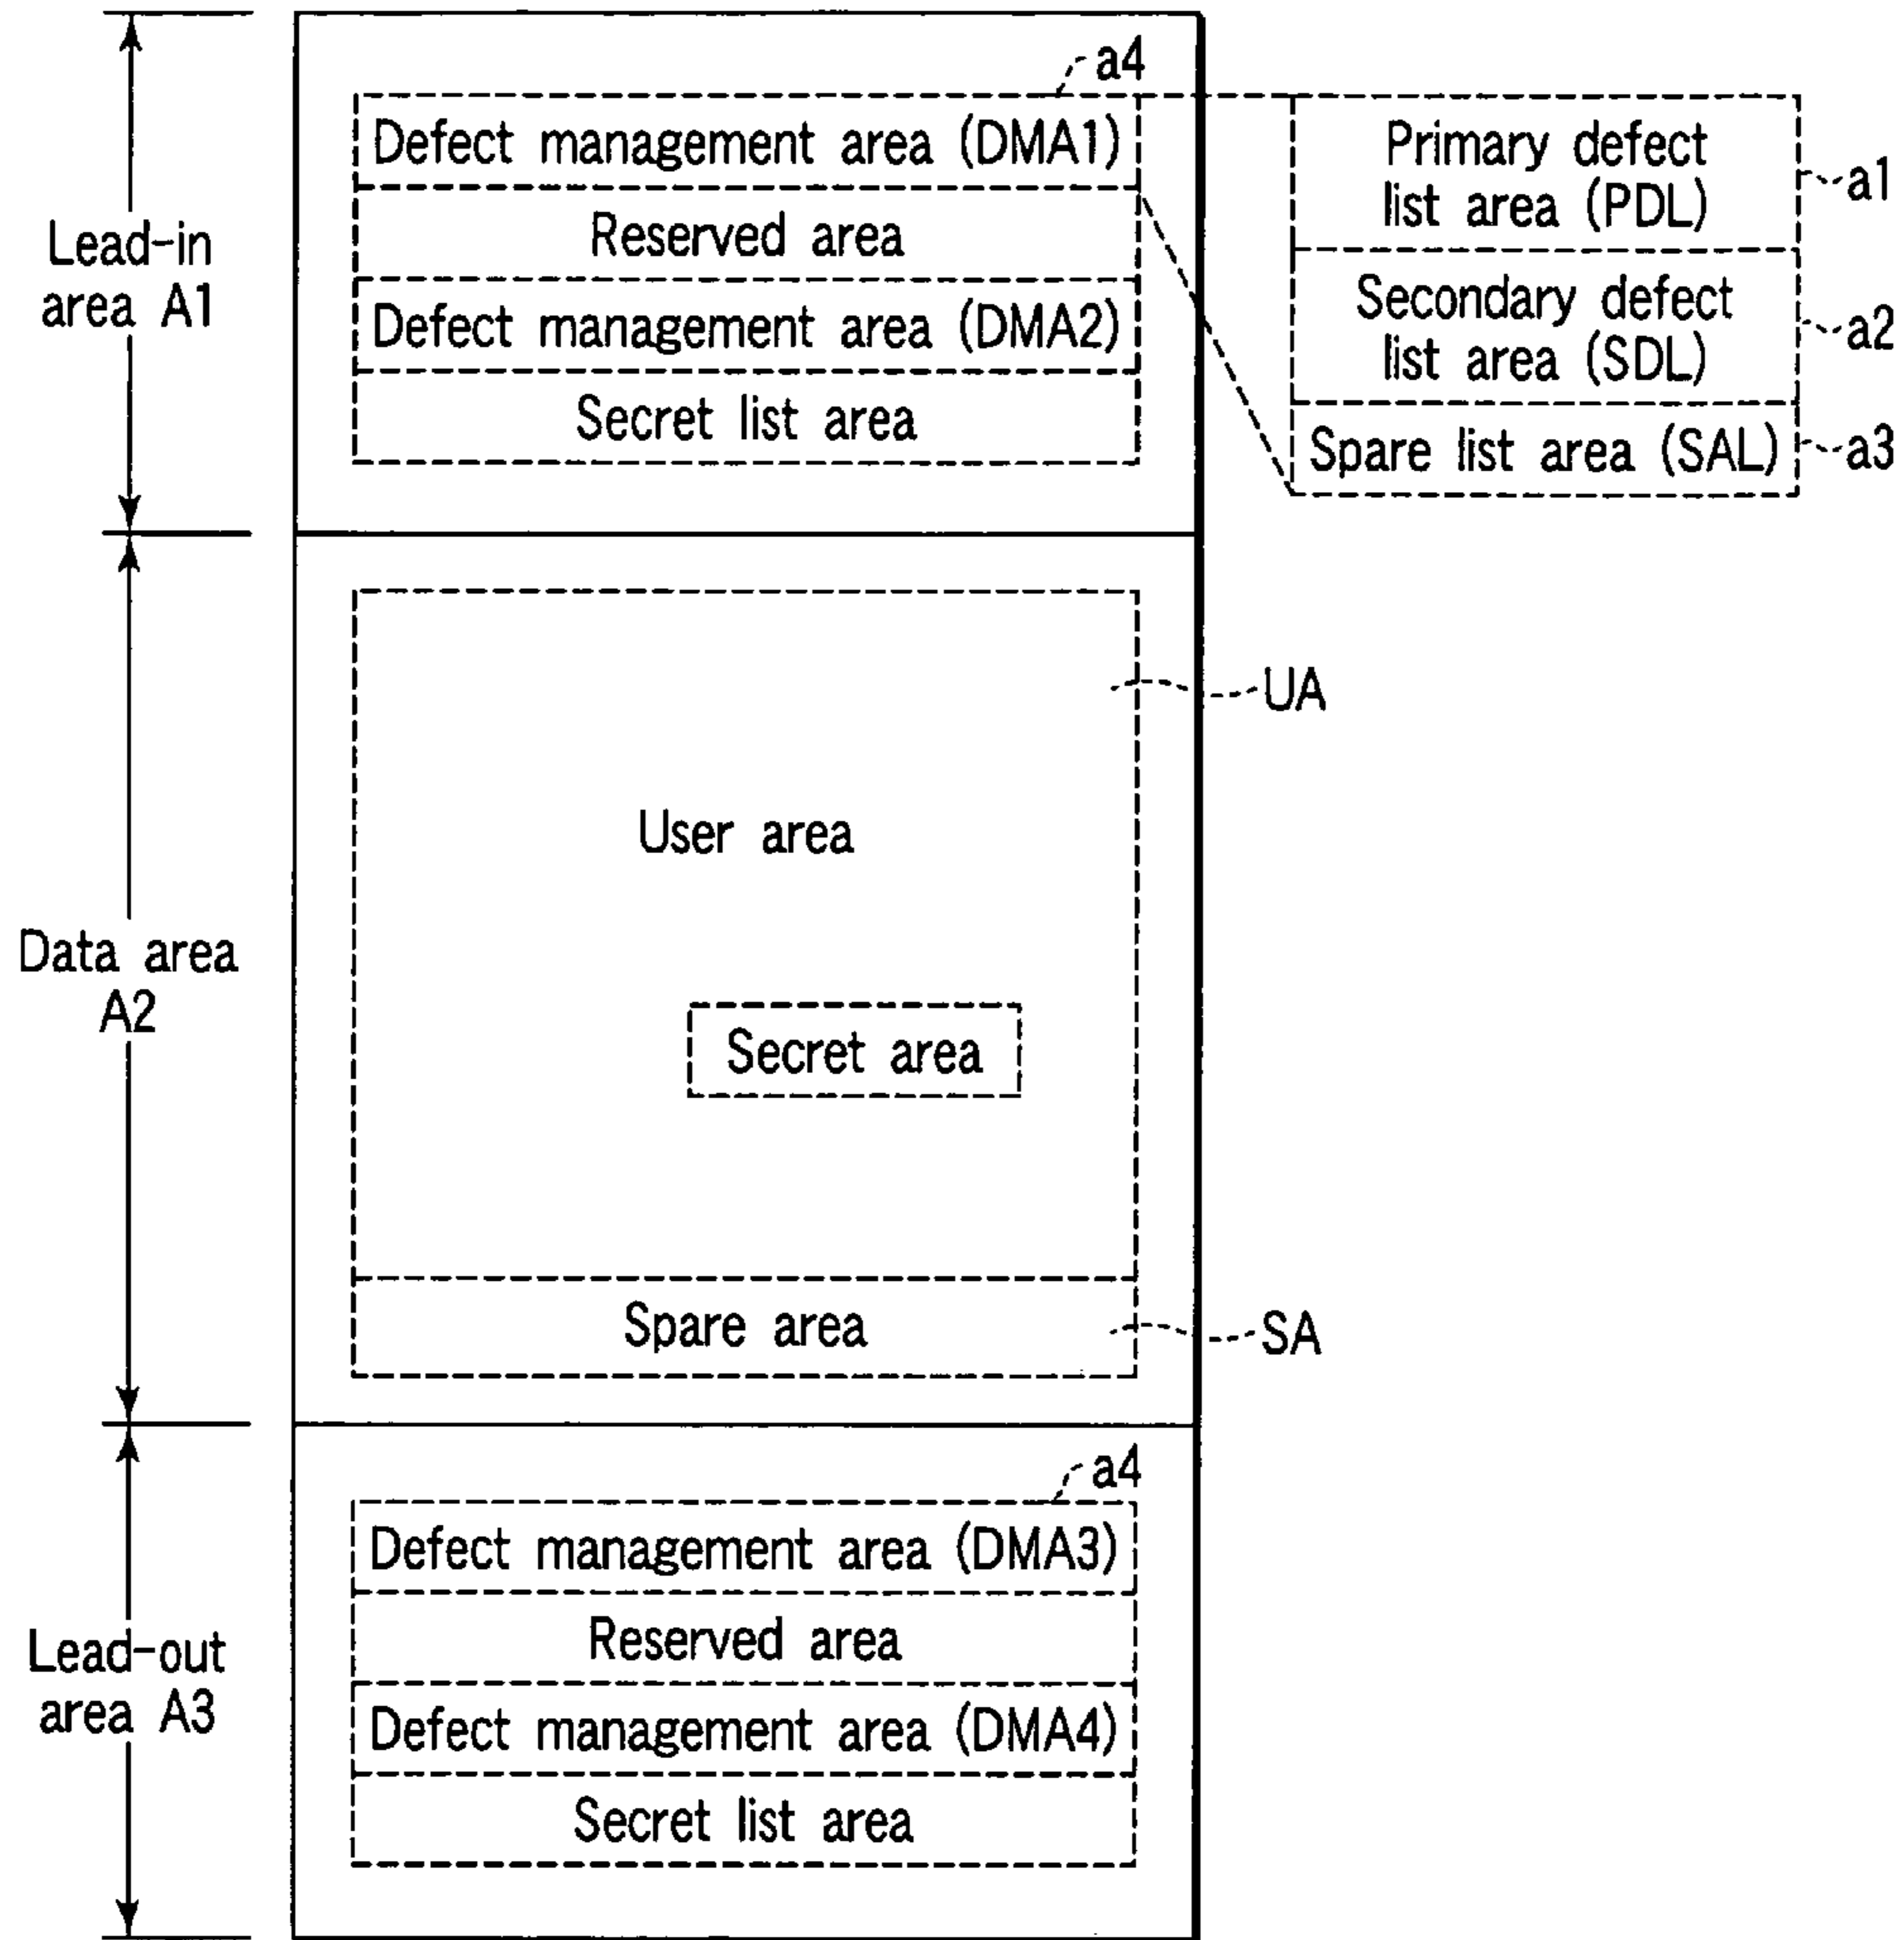 a4
Defect management area (DMA1)
Reserved area
Defect management area (DMA2)
Secret list area
Primary defect
list area (PDL)
a1
Secondary defect
list area (SDL)
a2
Spare list area (SAL)
a3
Lead-in
area A1
UA
User area
Secret area
Data area
A2
Spare area
SA
a4
Defect management area (DMA3)
Reserved area
Defect management area (DMA4)
Secret list area
Lead-out
area A3